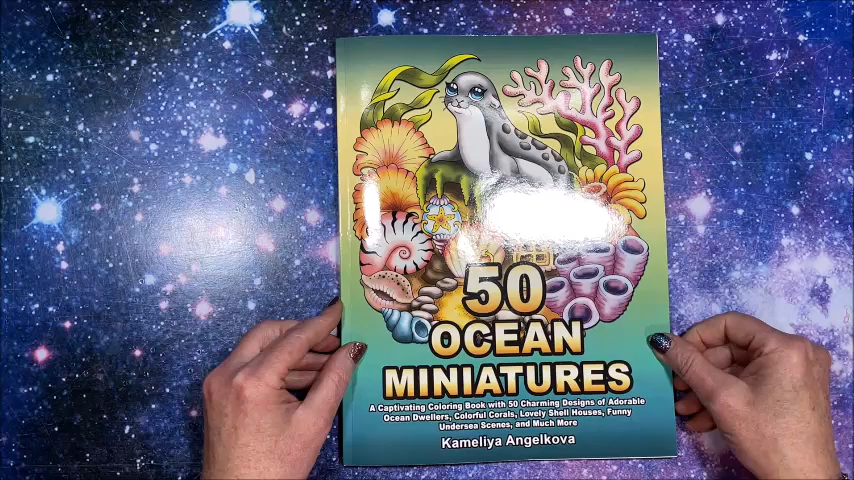 50
OCEAN
MINIATURES
A Captivating Coloring Book with 50 Charming Designs of Adorable
Ocean Dwellers, Colorful Corals, Lovely Shell Houses, Funny
Undersea Scenes, and Much More
Kameliya Angelkova